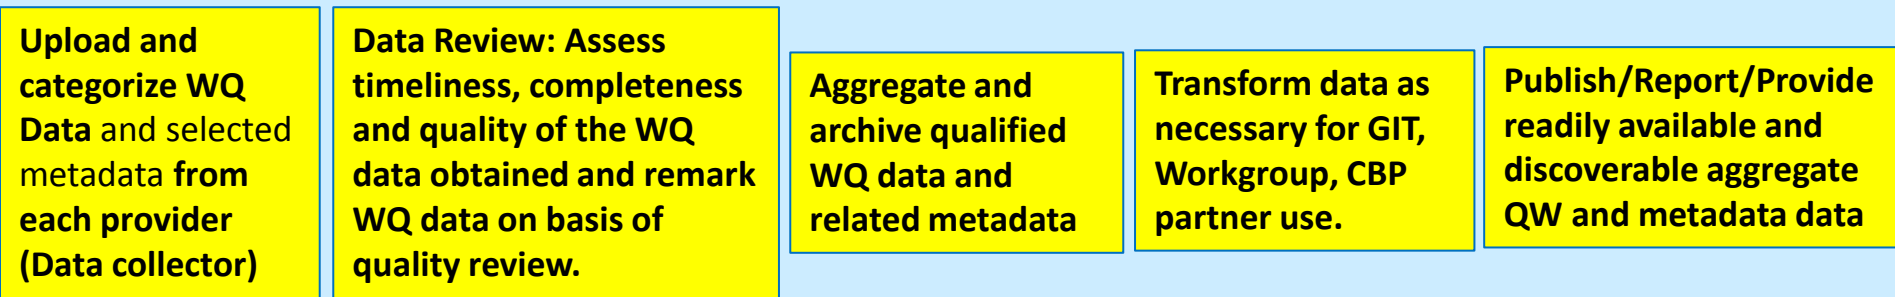 Upload and
categorize WQ
Data and selected
metadata from
each provider
(Data collector)
Data Review: Assess
timeliness, completeness
and quality of the WQ
data obtained and remark
WQ data on basis of
quality review.
Aggregate and
archive qualified
WQ data and
related metadata
Transform data as
necessary for GIT,
Workgroup, CBP
partner use.
Publish/Report/Provide
readily available and
discoverable aggregate
QW and metadata data